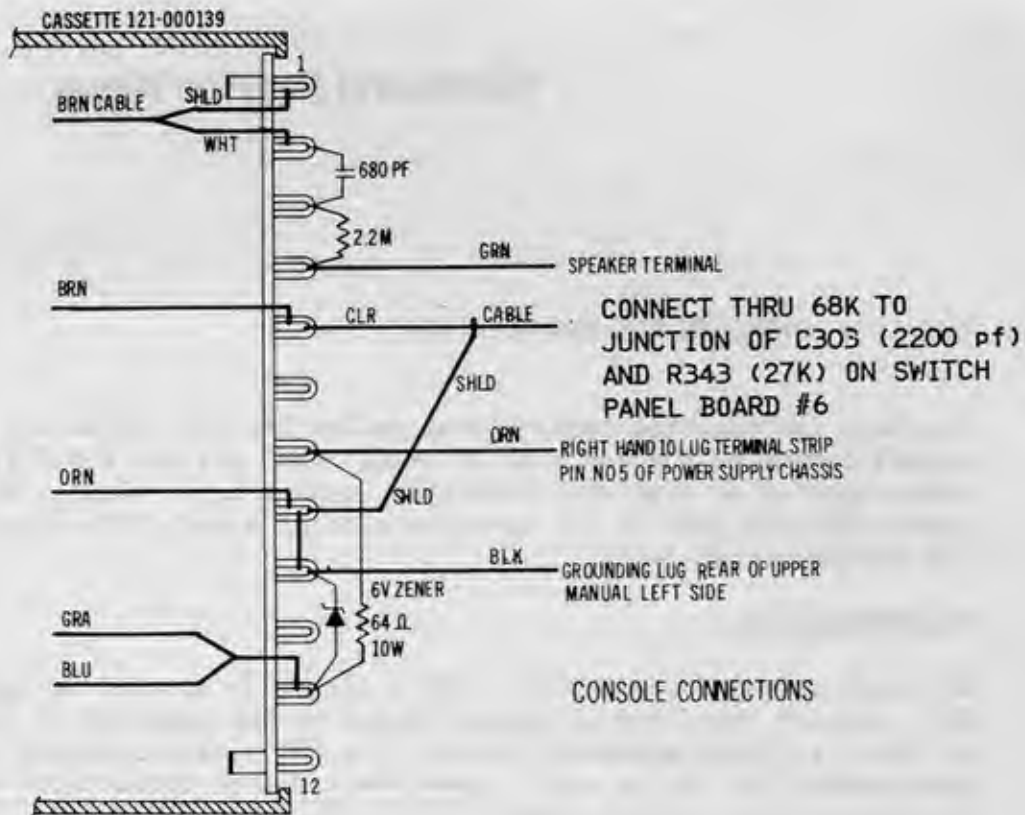 CASSETTE 121-000139
1
BRN CABLE
SHLD
WHT
680 PF
2.2M
GRN
SPEAKER TERMINAL
BRN
CLR
CABLE
CONNECT THRU 68K TO
JUNCTION OF C303 (2200 pf)
AND R343 (27K) ON SWITCH
PANEL BOARD #6
SHLD
ORN
RIGHT HAND 10 LUG TERMINAL STRIP
PIN NO 5 OF POWER SUPPLY CHASSIS
ORN
SHLD
BLK
GROUNDING LUG REAR OF UPPER
MANUAL LEFT SIDE
6V ZENER
64 Ω
10W
GRA
BLU
CONSOLE CONNECTIONS
12